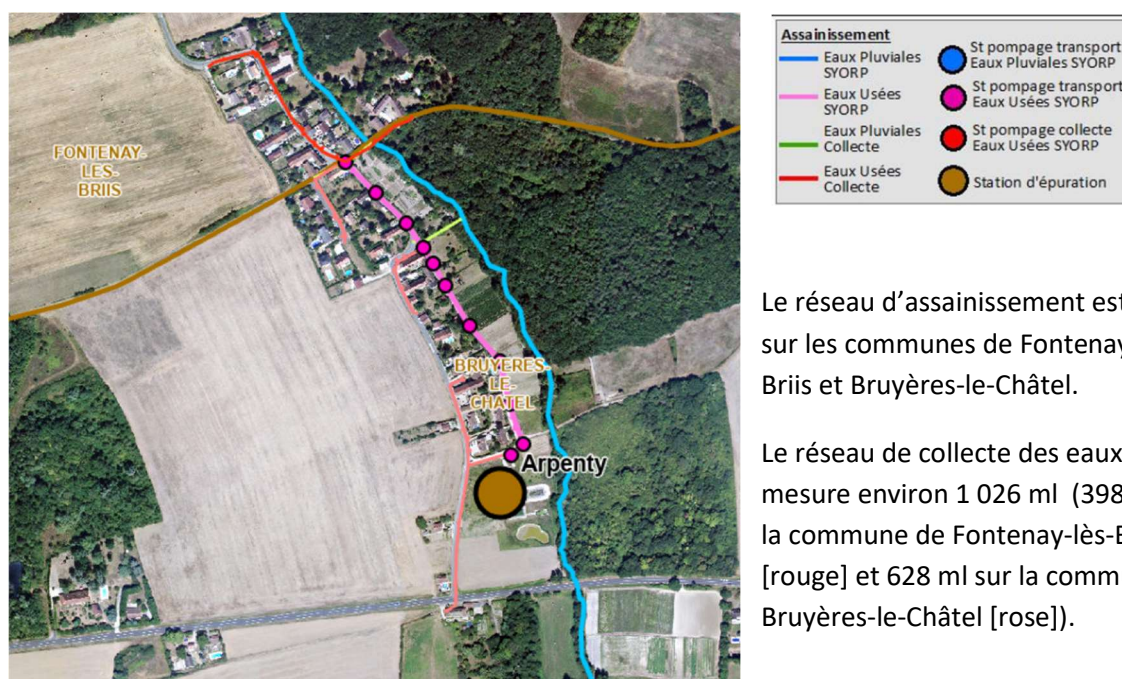 FONTENAY-
LES-
BRIIS
BRUYERES-
LE-
CHATEL
Arpenty
Assainissement
Eaux Pluviales
SYORP
Eaux Usées
SYORP
Eaux Pluviales
Collecte
Eaux Usées
Collecte
St pompage transport
Eaux Pluviales SYORP
St pompage transport
Eaux Usées SYORP
St pompage collecte
Eaux Usées SYORP
Station d'épuration
Le réseau d’assainissement est
sur les communes de Fontenay
Briis et Bruyères-le-Châtel.
Le réseau de collecte des eaux
mesure environ 1 026 ml (398
la commune de Fontenay-lès-B
[rouge] et 628 ml sur la comm
Bruyères-le-Châtel [rose]).